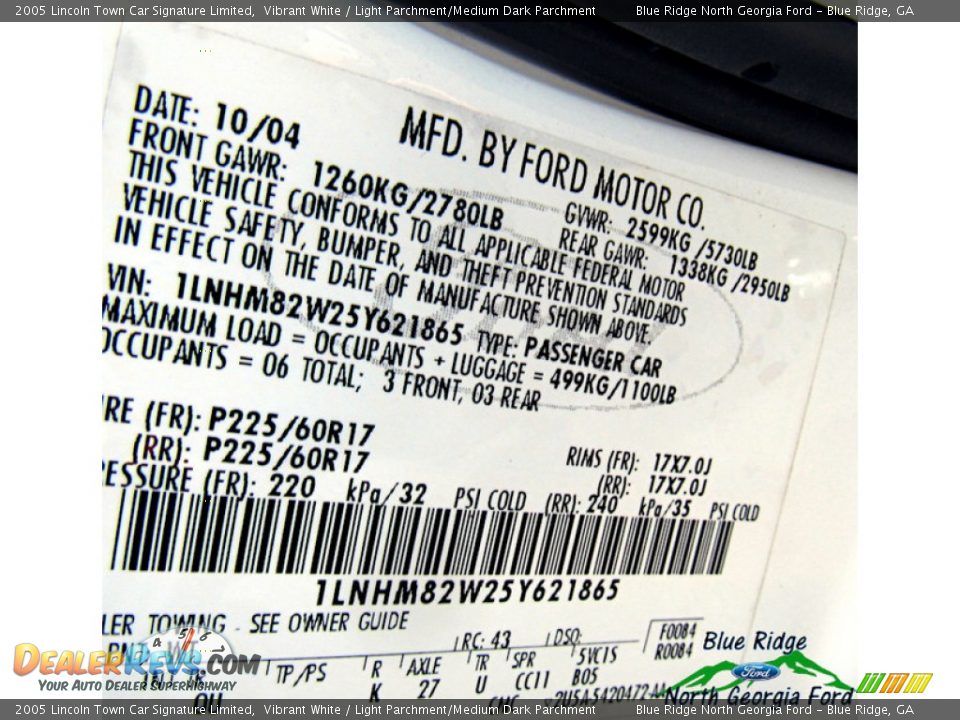 2005 Lincoln Town Car Signature Limited, Vibrant White / Light Parchment/Medium Dark Parchment Blue Ridge North Georgia Ford - Blue Ridge, GA
MFD. BY FORD MOTOR CO.
DATE: 10/04
GVWR: 2599KG /5730LB
FRONT GAWR: 1260KG/2780LB
REAR GAWR: 1338KG /2950LB
THIS VEHICLE CONFORMS TO ALL APPLICABLE FEDERAL MOTOR
VEHICLE SAFETY, BUMPER, AND THEFT PREVENTION STANDARDS
IN EFFECT ON THE DATE OF MANUFACTURE SHOWN ABOVE.
VIN: 1LNHM82W25Y621865 TYPE: PASSENGER CAR
MAXIMUM LOAD = OCCUPANTS + LUGGAGE = 499KG/1100LB
OCCUPANTS = 06 TOTAL; 3 FRONT, 03 REAR
IRE (FR): P225/60R17 RIMS (FR): 17X7.0J
(RR): P225/60R17 (RR): 17X7.0J
ESSURE (FR): 220 kPa/32 PSI COLD (RR): 240 kPa/35 PSI COLD
1LNHM82W25Y621865
LER TOWING - SEE OWNER GUIDE
RC: 43 DSO: F0084
R0084
TP/PS R AXLE TR SPR 5VC15
K 27 U CC11 B05
Blue Ridge
Ford
North Georgia Ford
DEALERREVS.COM
YOUR AUTO DEALER SUPERHIGHWAY
4 5 6
2005 Lincoln Town Car Signature Limited, Vibrant White / Light Parchment/Medium Dark Parchment Blue Ridge North Georgia Ford - Blue Ridge, GA